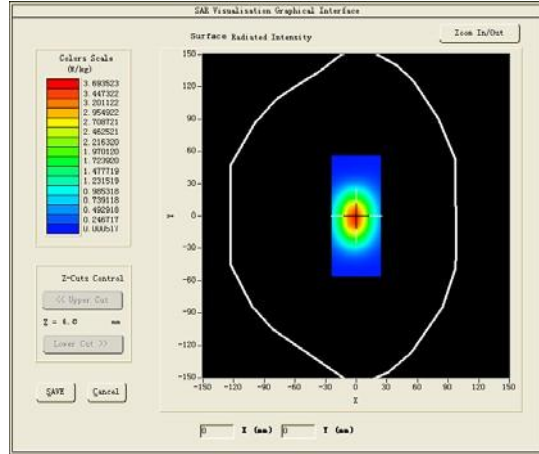 SAR Visualisation Graphical Interface
Surface Radiated Intensity
Zoom In/Out
Colors Scale
(W/kg)
3.693523
3.447322
3.201122
2.954922
2.708721
2.462521
2.216320
1.970120
1.723920
1.477719
1.231519
0.985318
0.739118
0.492918
0.246717
0.000517
150
120
90
60
30
0
-30
-60
-90
-120
-150
Y
-150 -120 -90 -60 -30 0 30 60 90 120 150
X
Z-Cuts Control
<< Upper Cut
Z = 4.0 mm
Lower Cut >>
SAVE Cancel
0 X (mm) 0 Y (mm)